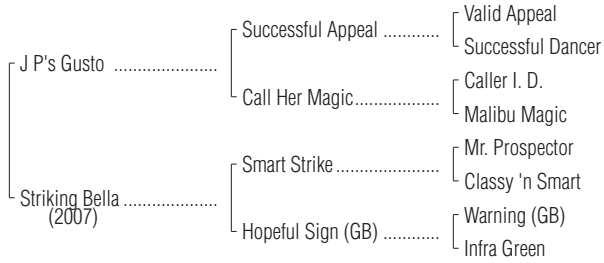 Valid Appeal
Successful Appeal ............
Successful Dancer
J P's Gusto .....................
Caller I. D.
Call Her Magic.................
Malibu Magic
Mr. Prospector
Smart Strike.....................
Classy 'n Smart
Striking Bella ...................
(2007)
Warning (GB)
Hopeful Sign (GB) ............
Infra Green